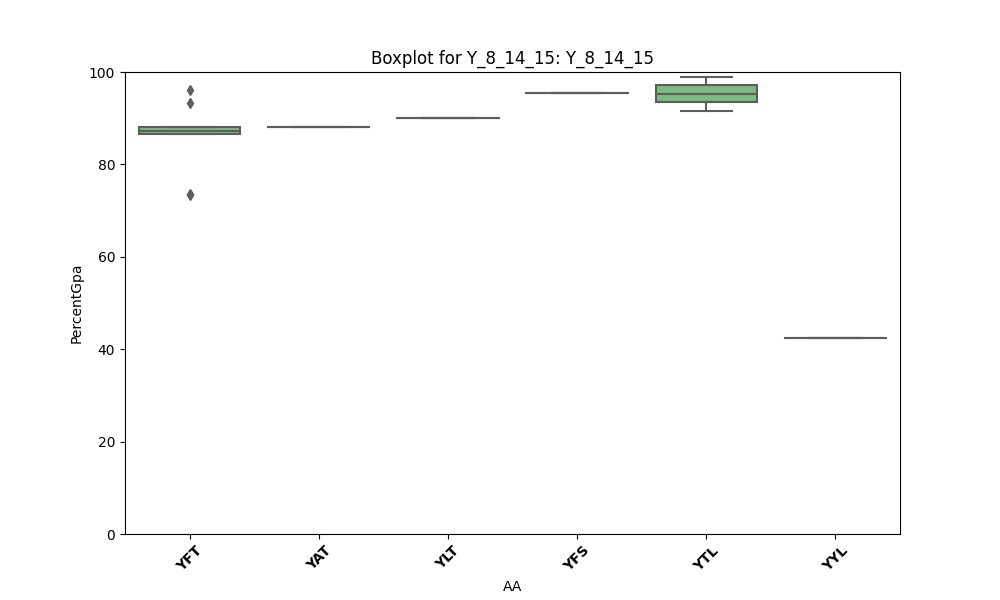 Boxplot for Y_8_14_15: Y_8_14_15
100
80
60
40
20
0
PercentGpa
YFT
YAT
YLT
YFS
YTL
YYL
AA